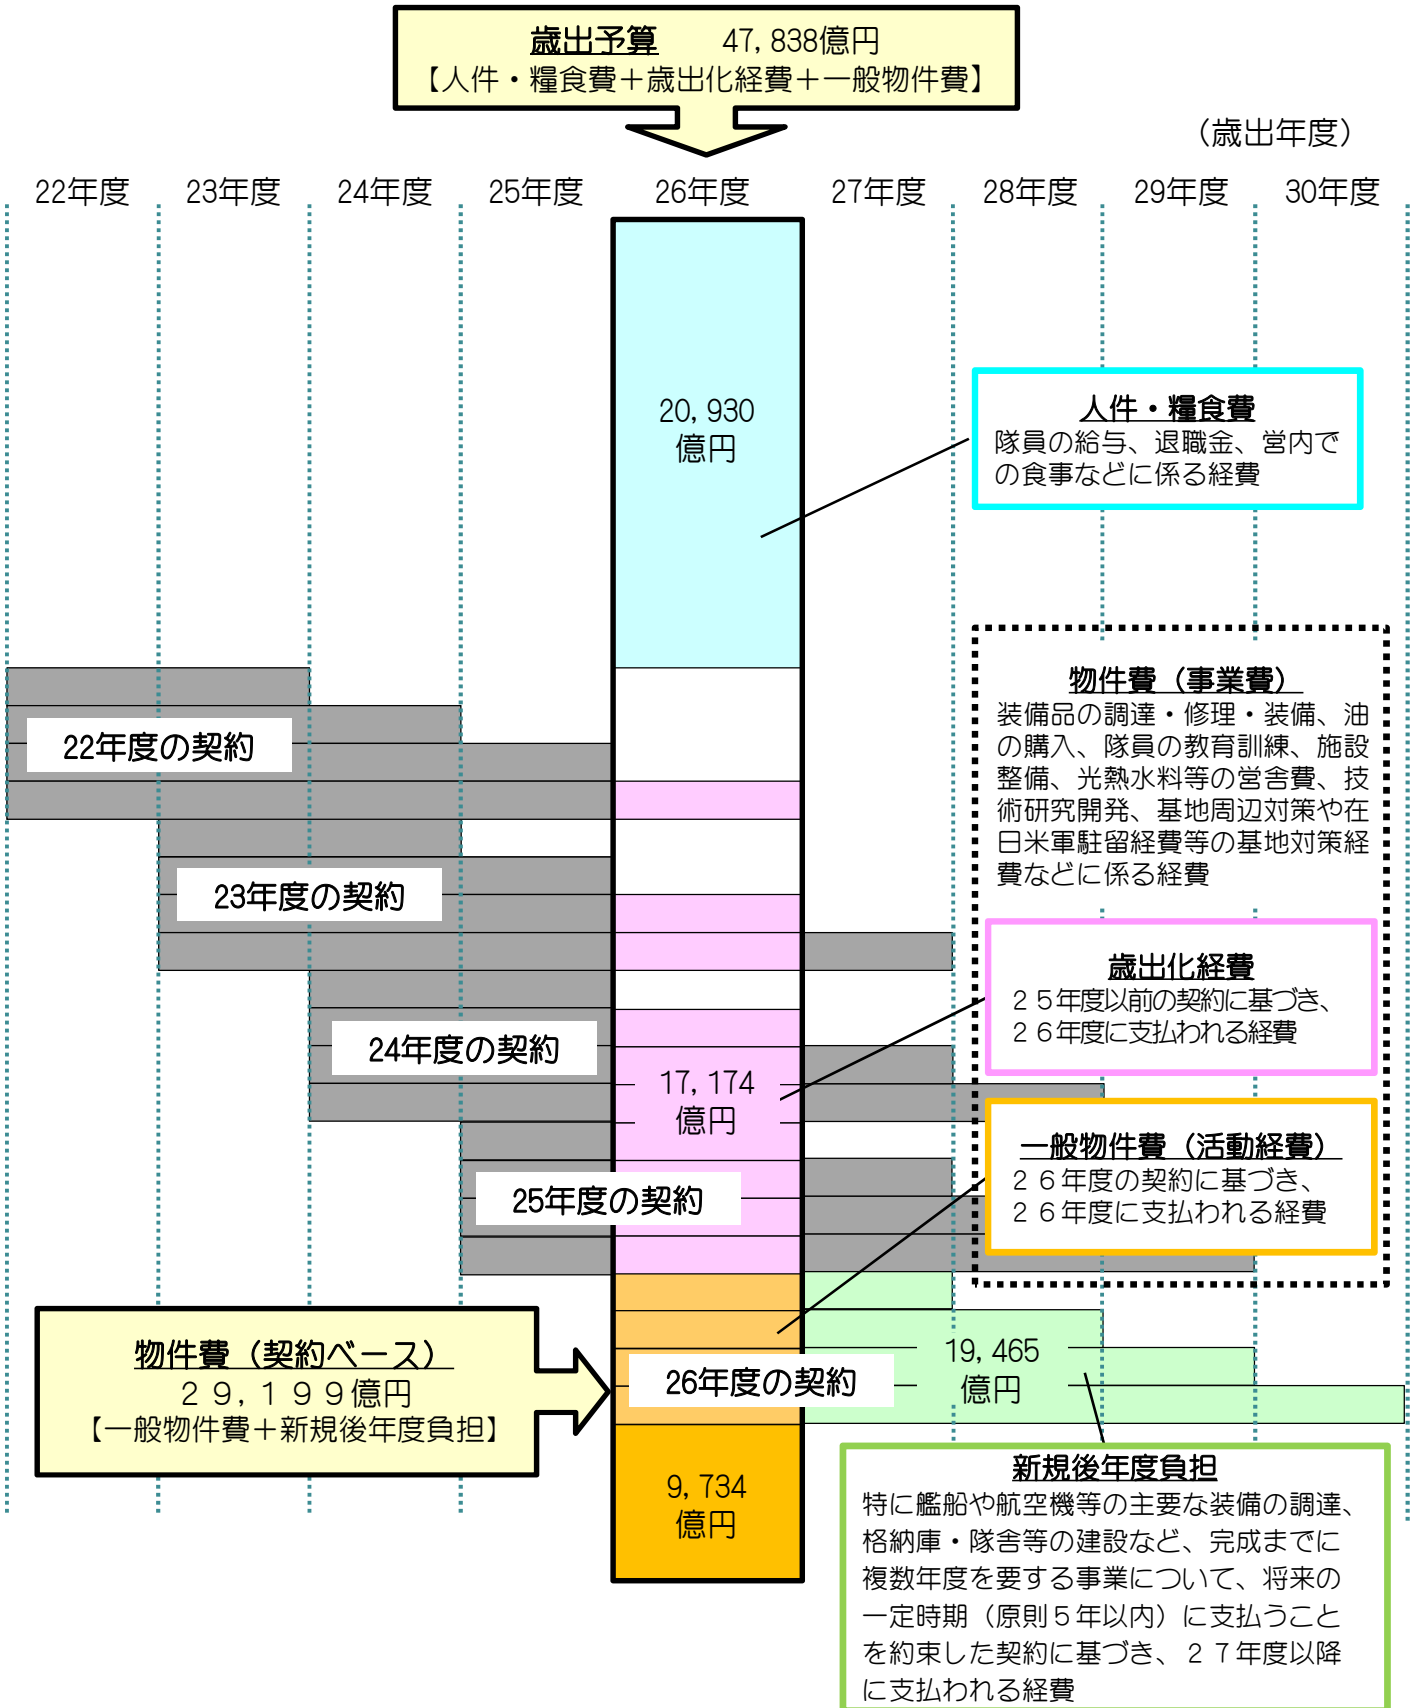 歳出予算　47,838億円
【人件・糧食費＋歳出化経費＋一般物件費】
（歳出年度）
22年度 23年度 24年度 25年度 26年度 27年度 28年度 29年度 30年度
20,930
億円
人件・糧食費
隊員の給与、退職金、営内で
の食事などに係る経費
物件費（事業費）
装備品の調達・修理・装備、油
の購入、隊員の教育訓練、施設
整備、光熱水料等の営舎費、技
術研究開発、基地周辺対策や在
日米軍駐留経費等の基地対策経
費などに係る経費
22年度の契約
23年度の契約
歳出化経費
２５年度以前の契約に基づき、
２６年度に支払われる経費
24年度の契約
17,174
億円
一般物件費（活動経費）
２６年度の契約に基づき、
２６年度に支払われる経費
25年度の契約
物件費（契約ベース）
２９，１９９億円
【一般物件費＋新規後年度負担】
26年度の契約
19,465
億円
9,734
億円
新規後年度負担
特に艦船や航空機等の主要な装備の調達、
格納庫・隊舎等の建設など、完成までに
複数年度を要する事業について、将来の
一定時期（原則５年以内）に支払うこと
を約束した契約に基づき、２７年度以降
に支払われる経費